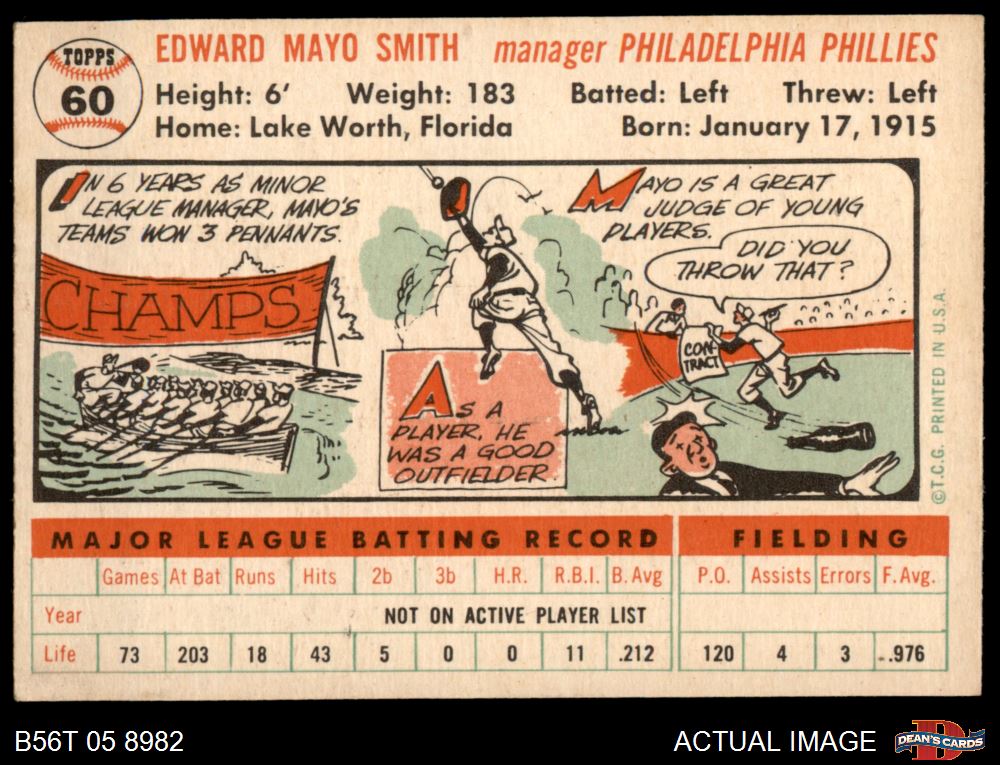 TOPPS
60
EDWARD MAYO SMITH manager PHILADELPHIA PHILLIES
Height: 6' Weight: 183 Batted: Left Threw: Left
Home: Lake Worth, Florida Born: January 17, 1915
IN 6 YEARS AS MINOR
LEAGUE MANAGER, MAYO'S
TEAMS WON 3 PENNANTS.
CHAMPS
AS A
PLAYER, HE
WAS A GOOD
OUTFIELDER
MAYO IS A GREAT
JUDGE OF YOUNG
PLAYERS.
DID YOU
THROW THAT?
CON-
TRACT
©T.C.G. PRINTED IN U.S.A.
MAJOR LEAGUE BATTING RECORD FIELDING
Games At Bat Runs Hits 2b 3b H.R. R.B.I. B. Avg P.O. Assists Errors F. Avg.
Year NOT ON ACTIVE PLAYER LIST
Life 73 203 18 43 5 0 0 11 .212 120 4 3 .976
B56T 05 8982 ACTUAL IMAGE
D
DEAN'S CARDS